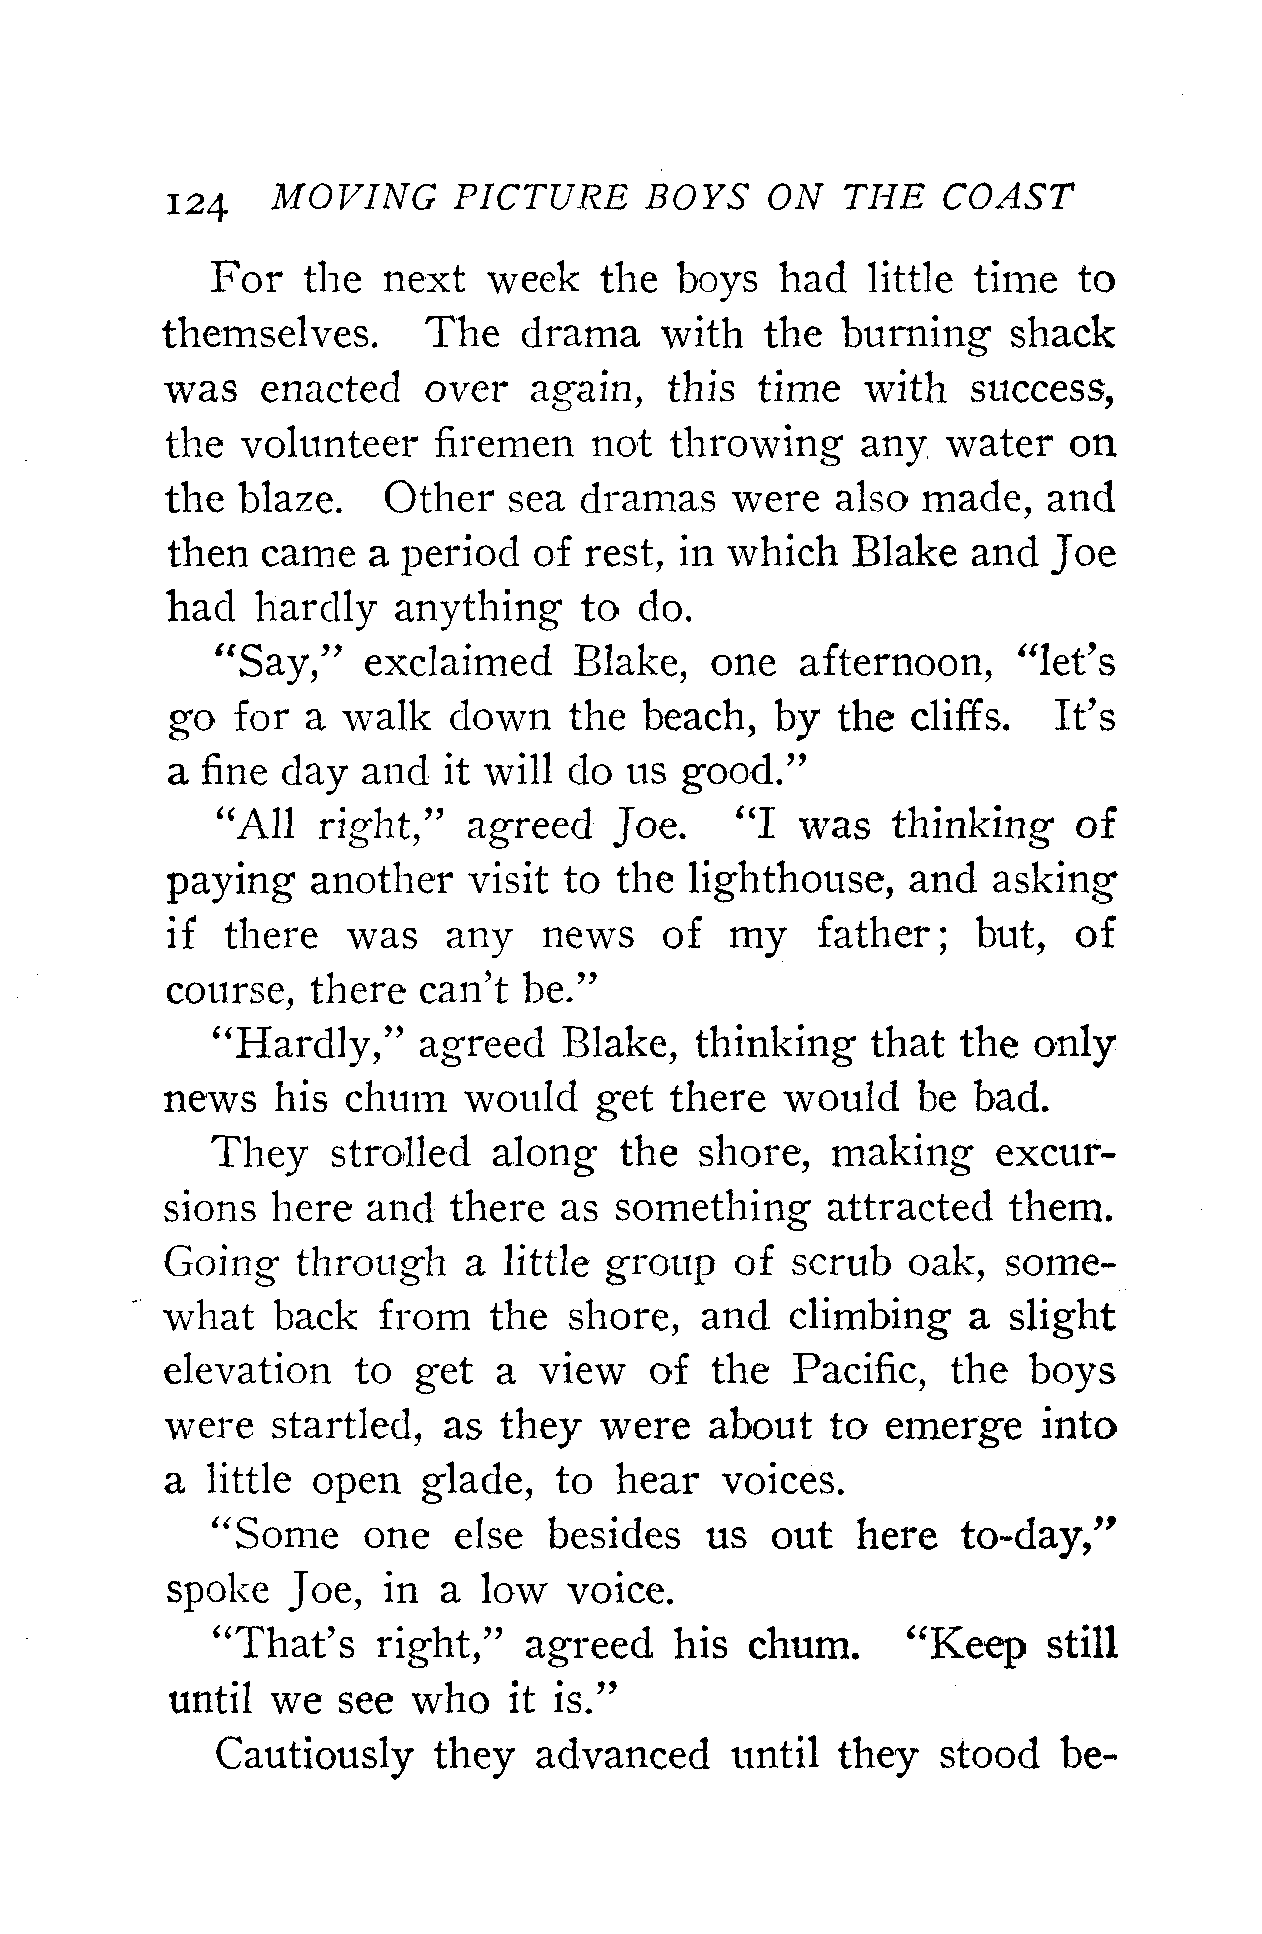 124 MOVING PICTURE BOYS ON THE COAST
For the next week the boys had little time to
themselves. The drama with the burning shack
was enacted over again, this time with success,
the volunteer firemen not throwing any water on
the blaze. Other sea dramas were also made, and
then came a period of rest, in which Blake and Joe
had hardly anything to do.
"Say," exclaimed Blake, one afternoon, "let's
go for a walk down the beach, by the cliffs. It's
a fine day and it will do us good."
"All right," agreed Joe. "I was thinking of
paying another visit to the lighthouse, and asking
if there was any news of my father; but, of
course, there can't be."
"Hardly," agreed Blake, thinking that the only
news his chum would get there would be bad.
They strolled along the shore, making excur-
sions here and there as something attracted them.
Going through a little group of scrub oak, some-
what back from the shore, and climbing a slight
elevation to get a view of the Pacific, the boys
were startled, as they were about to emerge into
a little open glade, to hear voices.
"Some one else besides us out here to-day,"
spoke Joe, in a low voice.
"That's right," agreed his chum. "Keep still
until we see who it is."
Cautiously they advanced until they stood be-